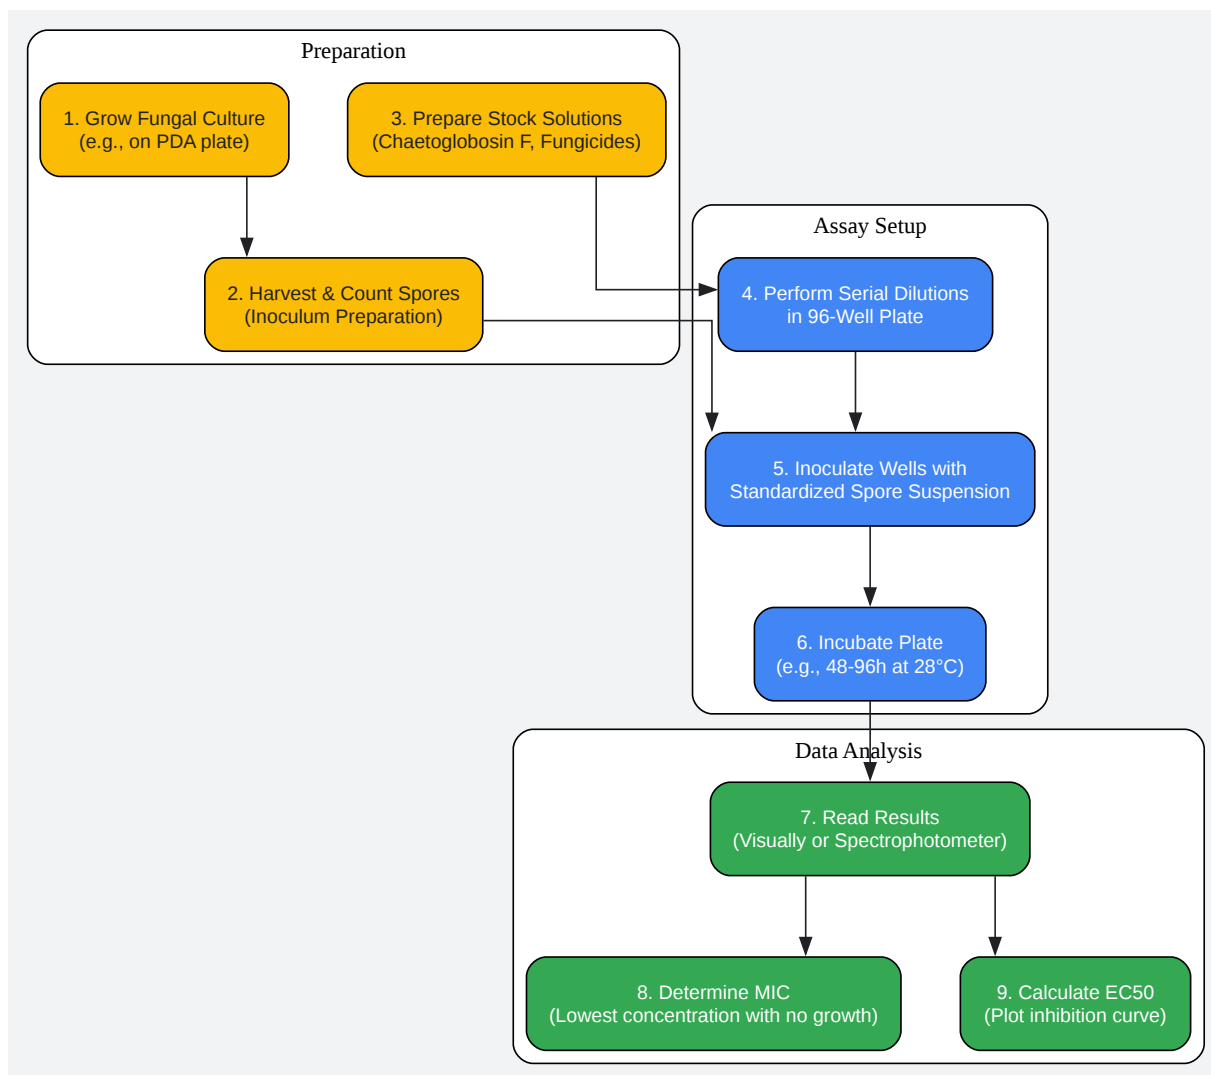 Preparation
1. Grow Fungal Culture
(e.g., on PDA plate)
3. Prepare Stock Solutions
(Chaetoglobosin F, Fungicides)
2. Harvest & Count Spores
(Inoculum Preparation)
Assay Setup
4. Perform Serial Dilutions
in 96-Well Plate
5. Inoculate Wells with
Standardized Spore Suspension
6. Incubate Plate
(e.g., 48-96h at 28°C)
Data Analysis
7. Read Results
(Visually or Spectrophotometer)
8. Determine MIC
(Lowest concentration with no growth)
9. Calculate EC50
(Plot inhibition curve)